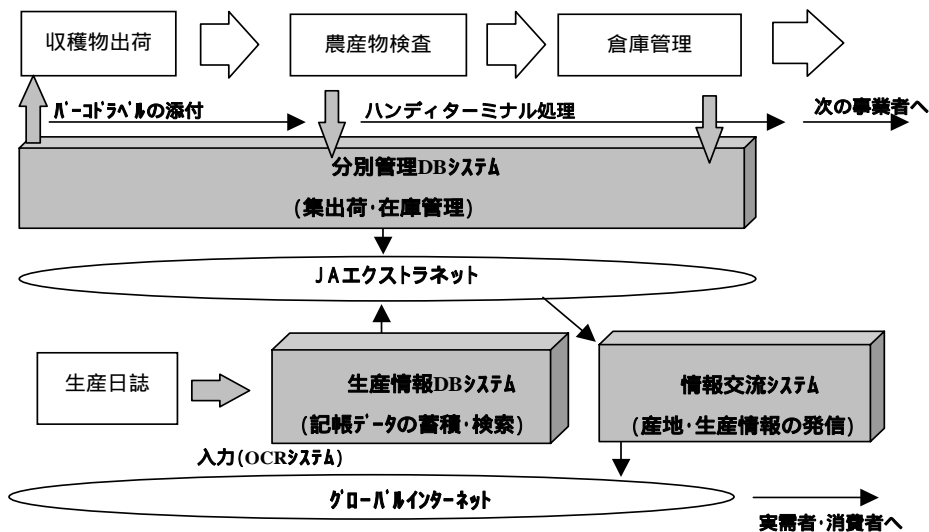 収穫物出荷
農産物検査
倉庫管理
ﾊﾞｰｺｰﾄﾞﾗﾍﾞﾙの添付
ハンディターミナル処理
次の事業者へ
分別管理DBｼｽﾃﾑ
(集出荷･在庫管理)
ＪＡエクストラネット
生産日誌
生産情報DBｼｽﾃﾑ
(記帳ﾃﾞｰﾀの蓄積･検索)
情報交流ｼｽﾃﾑ
(産地･生産情報の発信)
入力(OCRｼｽﾃﾑ)
ｸﾞﾛｰﾊﾞﾙインターネット
実需者･消費者へ